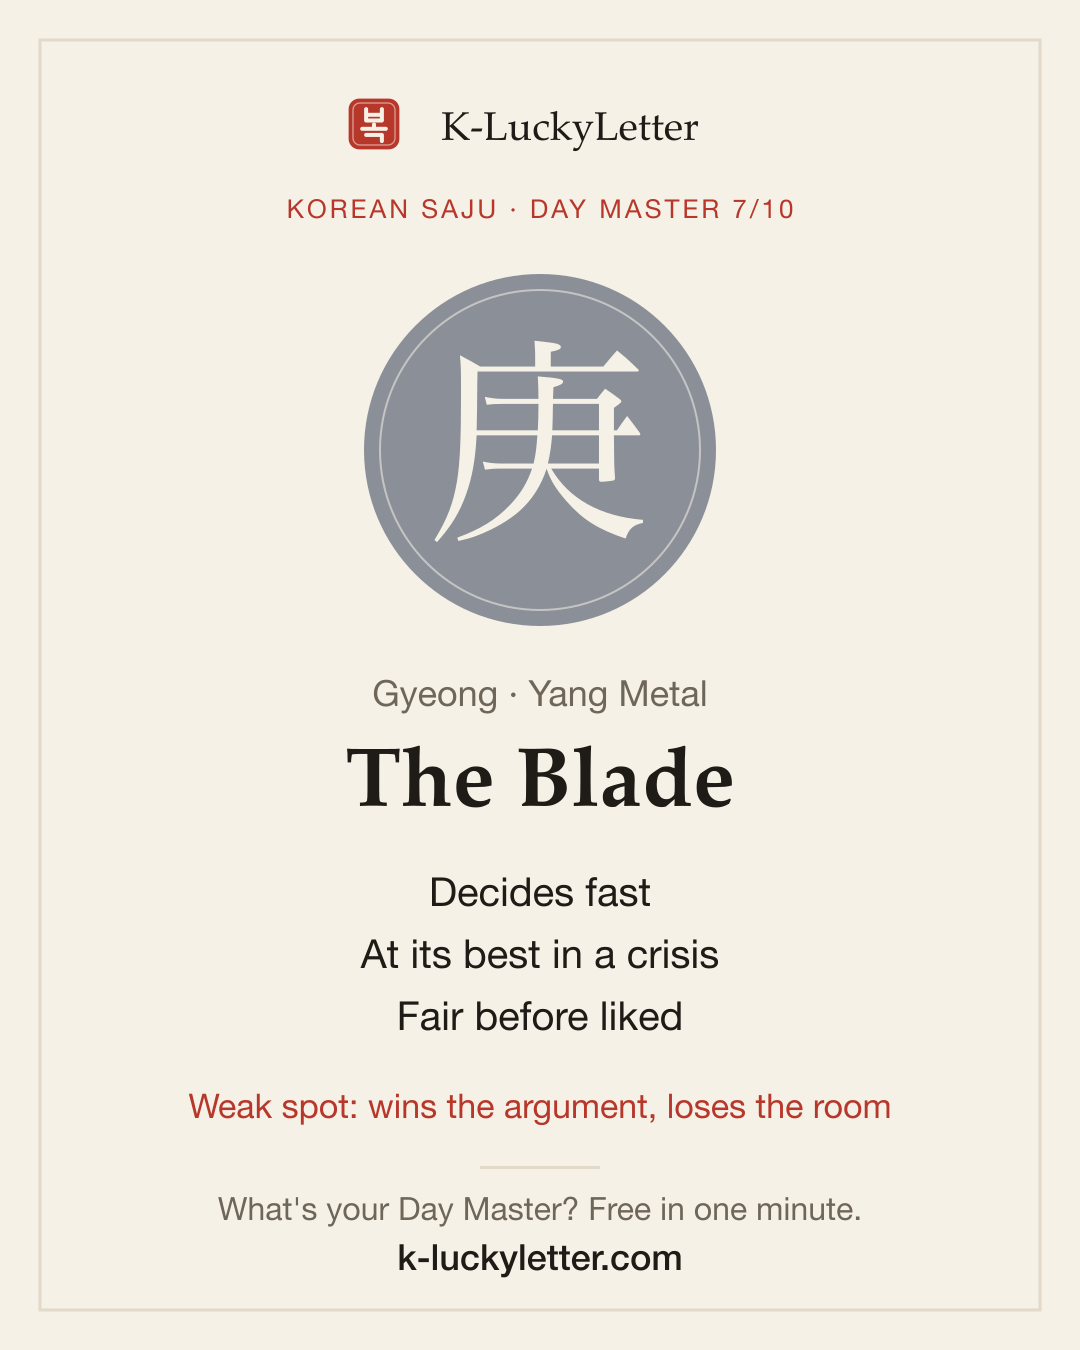 복 K-LuckyLetter
KOREAN SAJU · DAY MASTER 7/10
庚
Gyeong · Yang Metal
The Blade
Decides fast
At its best in a crisis
Fair before liked
Weak spot: wins the argument, loses the room
What's your Day Master? Free in one minute.
k-luckyletter.com